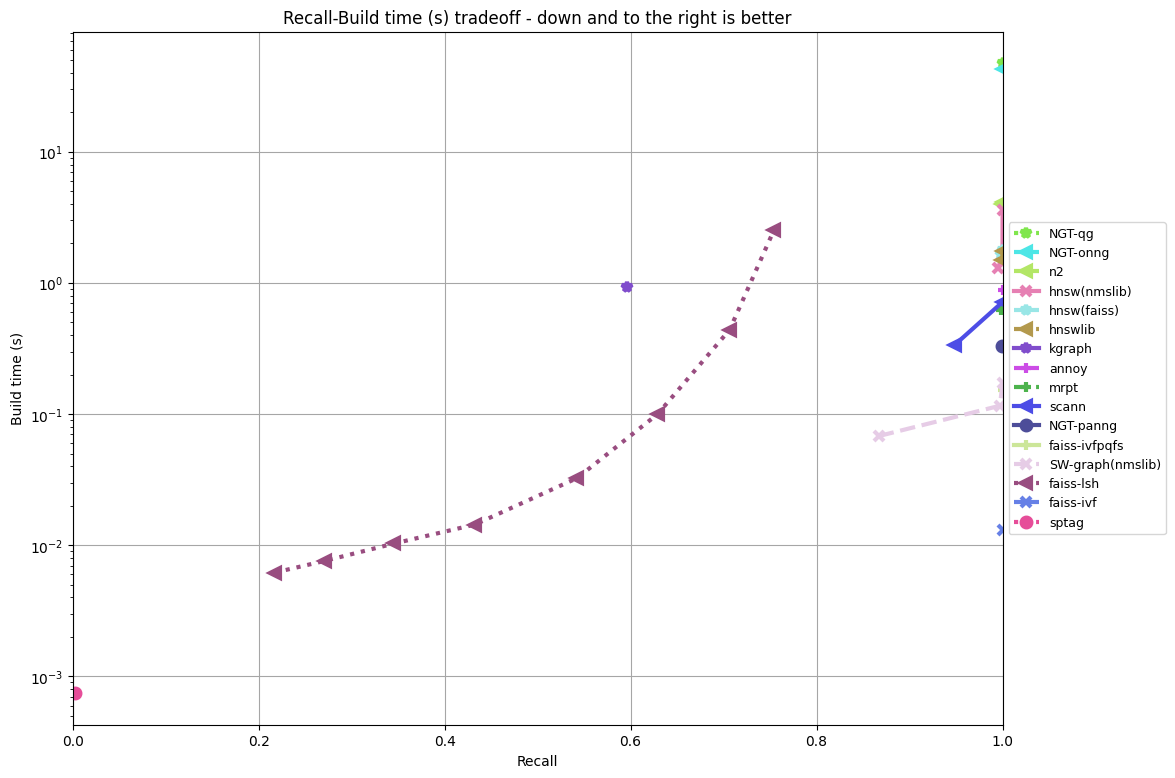 Recall-Build time (s) tradeoff - down and to the right is better
Build time (s)
10¹
10⁰
10⁻¹
10⁻²
10⁻³
0.0
0.2
0.4
0.6
0.8
1.0
Recall
NGT-qg
NGT-onng
n2
hnsw(nmslib)
hnsw(faiss)
hnswlib
kgraph
annoy
mrpt
scann
NGT-panng
faiss-ivfpqfs
SW-graph(nmslib)
faiss-lsh
faiss-ivf
sptag